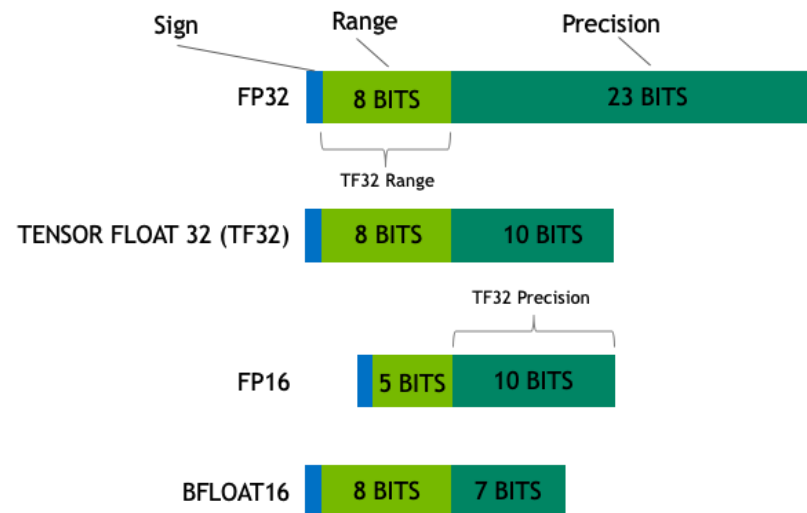 Sign
Range
Precision
FP32
8 BITS
23 BITS
TF32 Range
TENSOR FLOAT 32 (TF32)
8 BITS
10 BITS
TF32 Precision
FP16
5 BITS
10 BITS
BFLOAT16
8 BITS
7 BITS